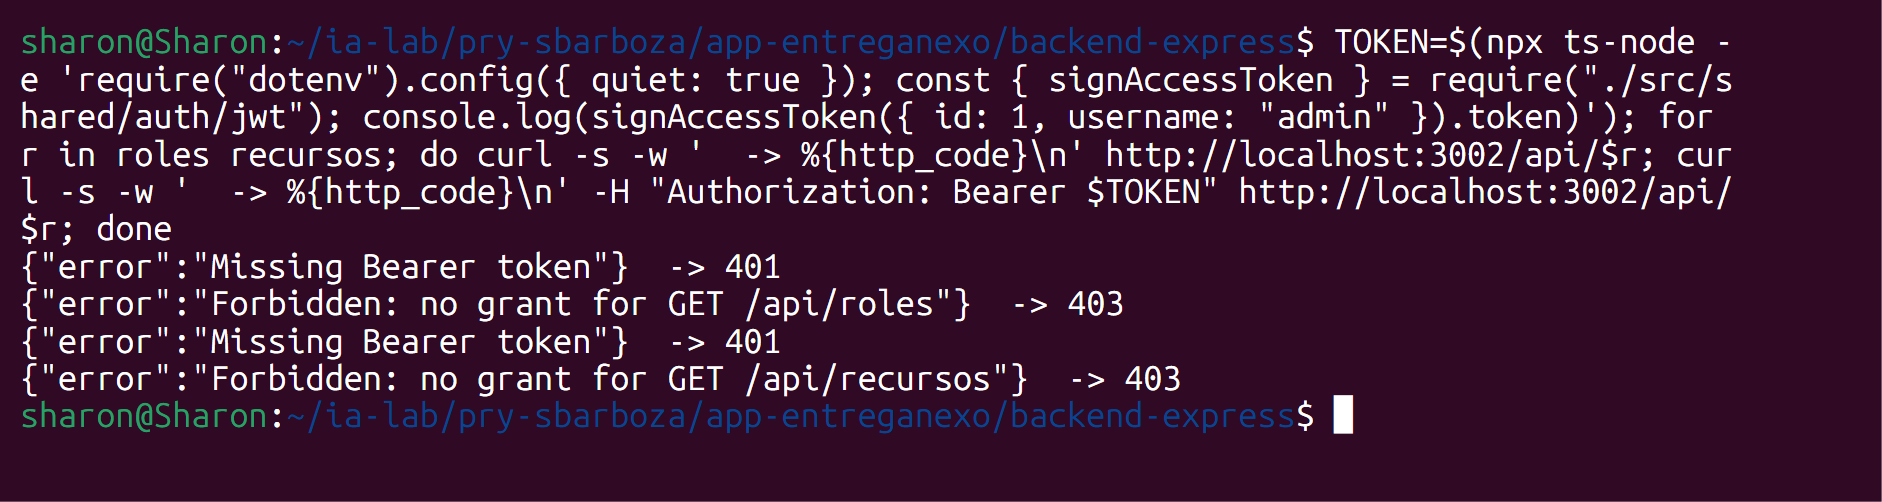 sharon@Sharon:~/ia-lab/pry-sbarboza/app-entreganexo/backend-express$ TOKEN=$(npx ts-node -
e 'require("dotenv").config({ quiet: true }); const { signAccessToken } = require("./src/s
hared/auth/jwt"); console.log(signAccessToken({ id: 1, username: "admin" }).token)'); for
r in roles recursos; do curl -s -w '  -> %{http_code}\n' http://localhost:3002/api/$r; cur
l -s -w '  -> %{http_code}\n' -H "Authorization: Bearer $TOKEN" http://localhost:3002/api/
$r; done
{"error":"Missing Bearer token"}  -> 401
{"error":"Forbidden: no grant for GET /api/roles"}  -> 403
{"error":"Missing Bearer token"}  -> 401
{"error":"Forbidden: no grant for GET /api/recursos"}  -> 403
sharon@Sharon:~/ia-lab/pry-sbarboza/app-entreganexo/backend-express$